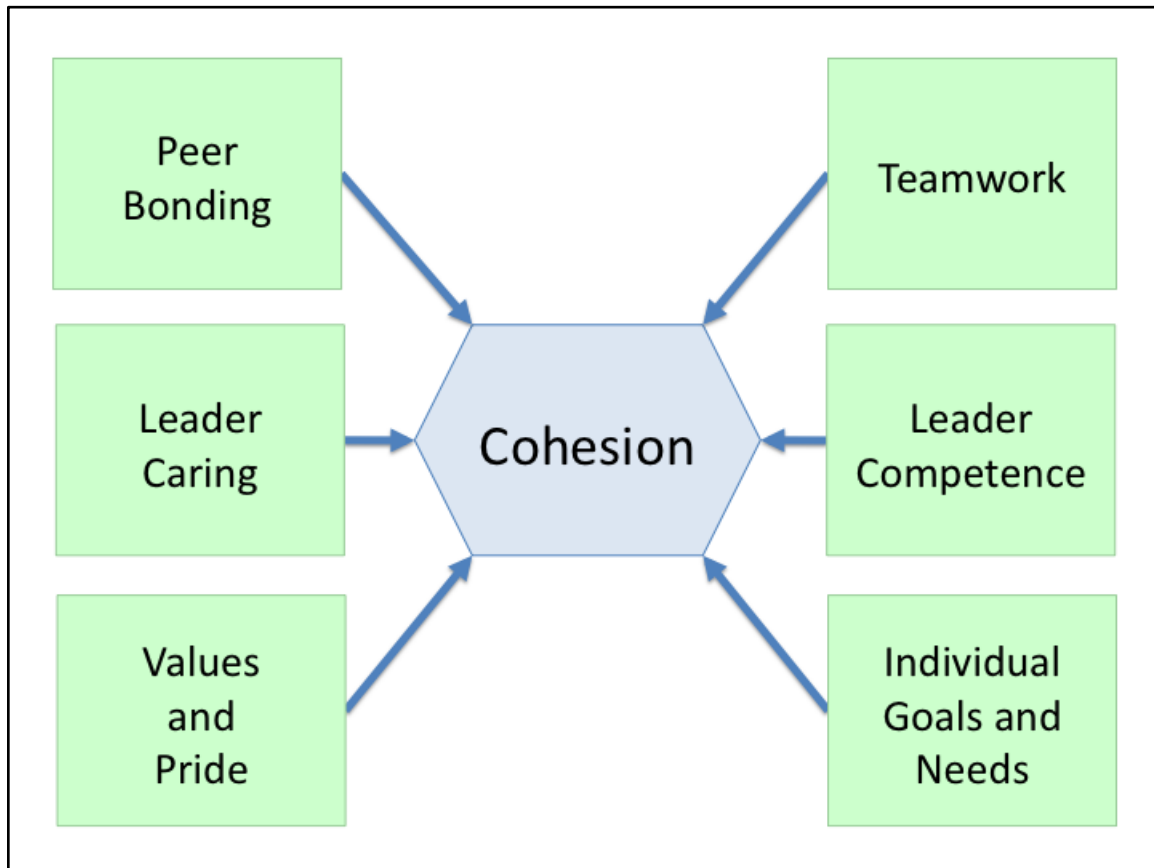 Peer
Bonding
Teamwork
Leader
Caring
Cohesion
Leader
Competence
Values
and
Pride
Individual
Goals and
Needs